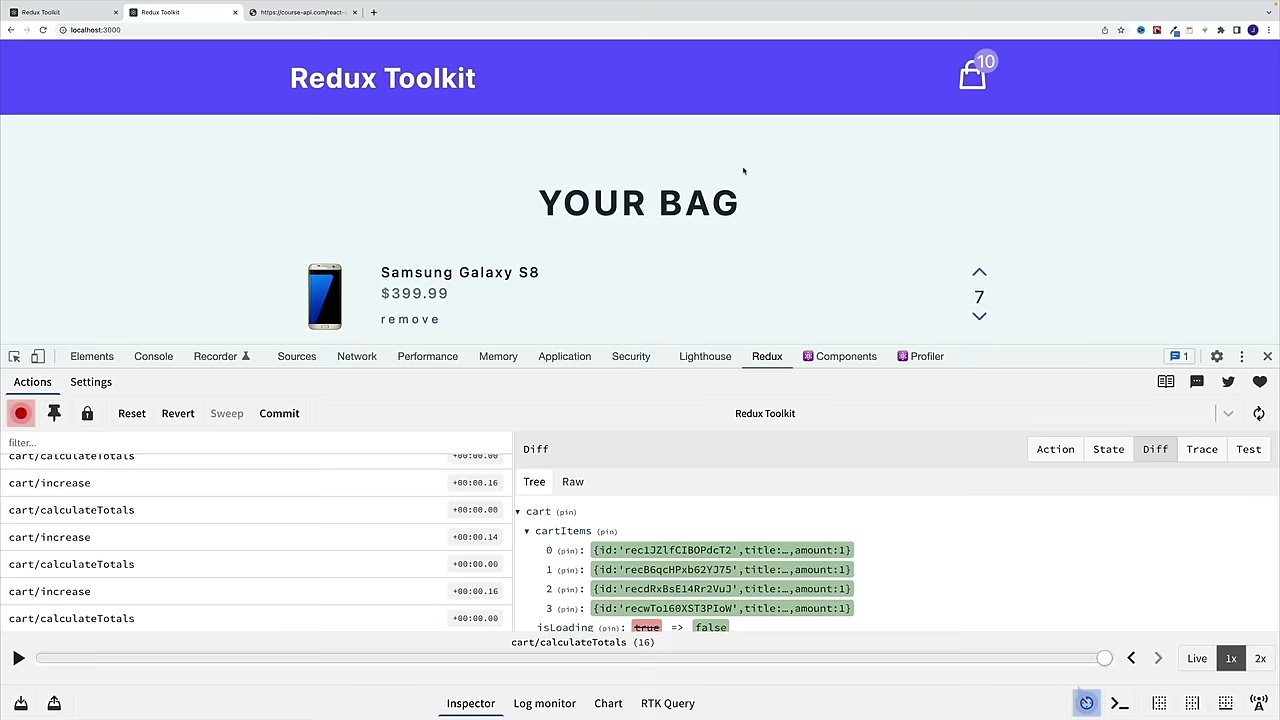 Redux Toolkit
Redux Toolkit
https://course-api.com/react-
localhost:3000
J
Redux Toolkit
10
YOUR BAG
Samsung Galaxy S8
$399.99
remove
7
Elements Console Recorder Sources Network Performance Memory Application Security Lighthouse Redux Components Profiler 1
Actions Settings
Reset Revert Sweep Commit Redux Toolkit
filter...
Diff Action State Diff Trace Test
cart/calculateTotals +00:00.00
Tree Raw
cart/increase +00:00.16
cart/calculateTotals +00:00.00
cart/increase +00:00.14
cart/calculateTotals +00:00.00
cart/increase +00:00.16
cart/calculateTotals +00:00.00
cart (pin)
cartItems (pin)
0 (pin): {id:'rec1JZlfCIBOPdcT2',title:…,amount:1}
1 (pin): {id:'recB6qcHPxb62YJ75',title:…,amount:1}
2 (pin): {id:'recdRxBsE14Rr2VuJ',title:…,amount:1}
3 (pin): {id:'recwTo160XST3PIoW',title:…,amount:1}
isLoading (pin): true => false
cart/calculateTotals (16)
Live 1x 2x
Inspector Log monitor Chart RTK Query